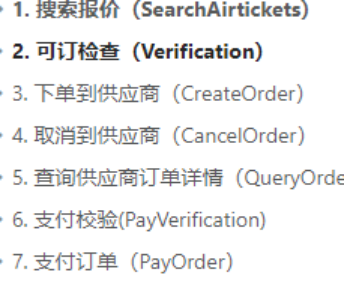 1. 搜索报价（SearchAirtickets)
2. 可订检查（Verification)
3. 下单到供应商（CreateOrder)
4. 取消到供应商（CancelOrder)
5. 查询供应商订单详情（QueryOrde
6. 支付校验(PayVerification)
7. 支付订单（PayOrder）